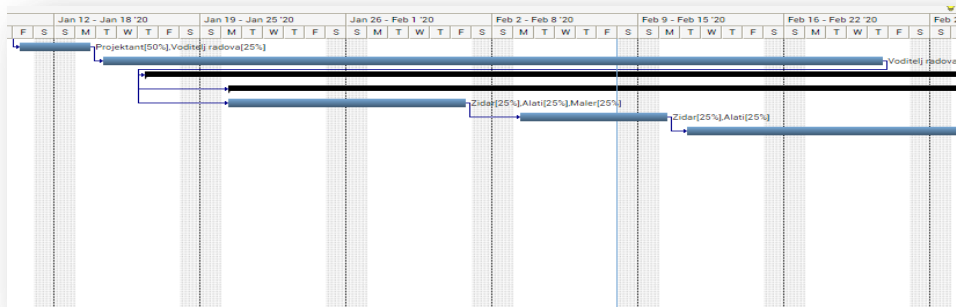 Jan 12 - Jan 18 '20 Jan 19 - Jan 25 '20 Jan 26 - Feb 1 '20 Feb 2 - Feb 8 '20 Feb 9 - Feb 15 '20 Feb 16 - Feb 22 '20 Feb
F S S M T W T F S S M T W T F S S M T W T F S S M T W T F S S M T W T F S S M T W T F S S
Projektant[50%],Voditelj radova[25%]
Voditelj radova
Zidar[25%],Alati[25%],Maler[25%]
Zidar[25%],Alati[25%]